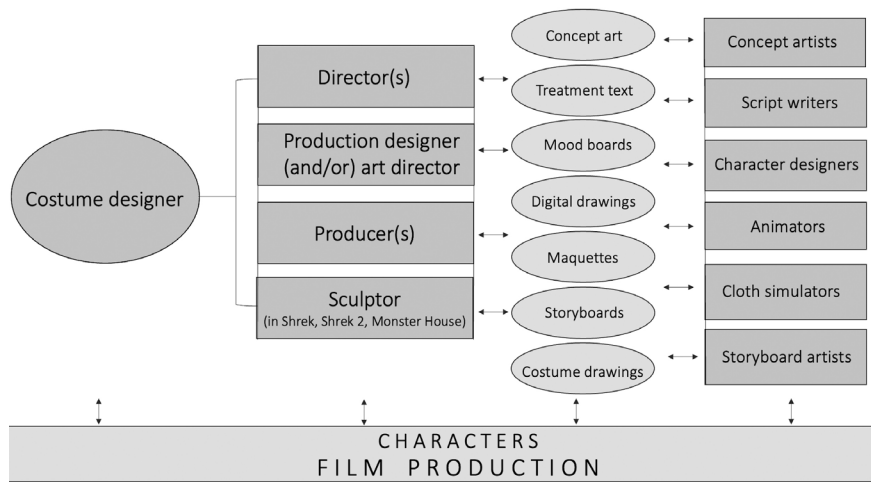 Costume designer
Director(s)
Production designer
(and/or) art director
Producer(s)
Sculptor
(in Shrek, Shrek 2, Monster House)
Concept art
Treatment text
Mood boards
Digital drawings
Maquettes
Storyboards
Costume drawings
Concept artists
Script writers
Character designers
Animators
Cloth simulators
Storyboard artists
CHARACTERS
FILM PRODUCTION